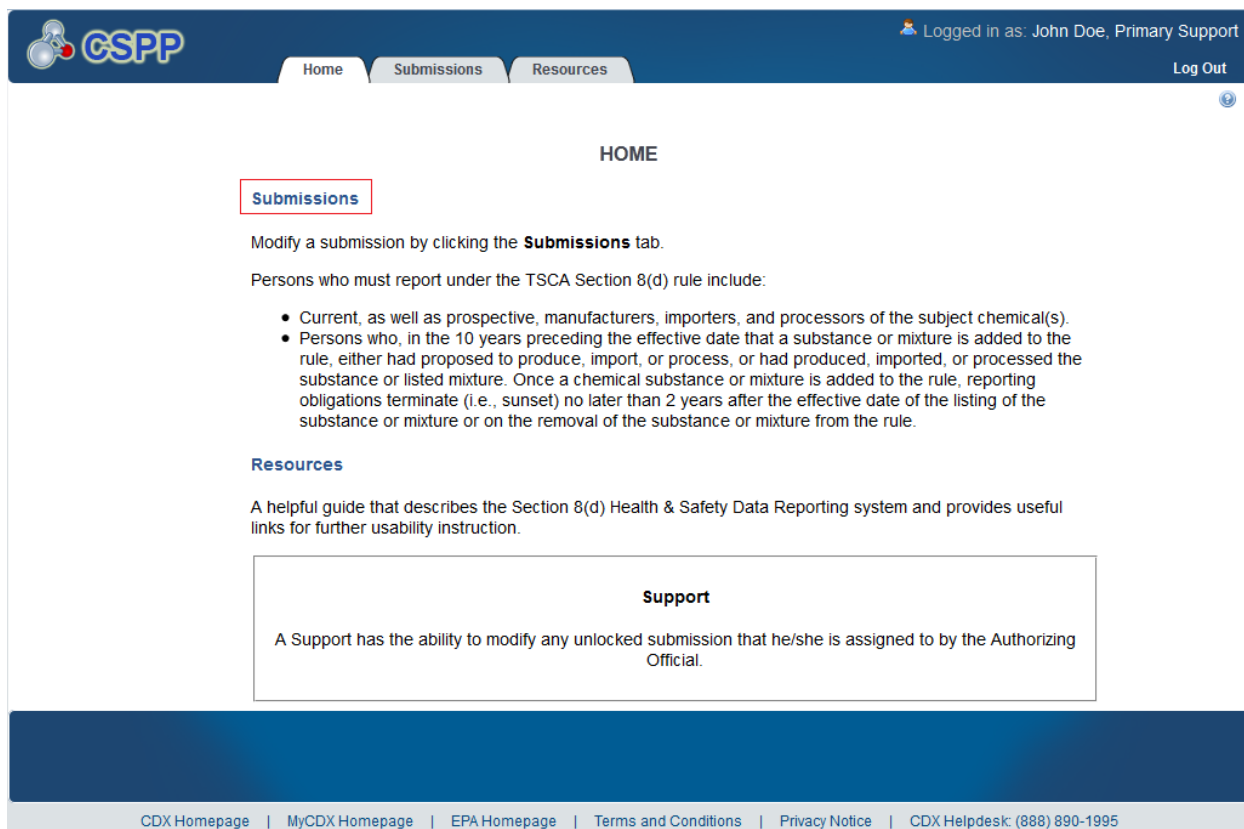 CSPP
Logged in as: John Doe, Primary Support
Home Submissions Resources
Log Out
HOME
Submissions
Modify a submission by clicking the Submissions tab.
Persons who must report under the TSCA Section 8(d) rule include:
• Current, as well as prospective, manufacturers, importers, and processors of the subject chemical(s).
• Persons who, in the 10 years preceding the effective date that a substance or mixture is added to the
rule, either had proposed to produce, import, or process, or had produced, imported, or processed the
substance or listed mixture. Once a chemical substance or mixture is added to the rule, reporting
obligations terminate (i.e., sunset) no later than 2 years after the effective date of the listing of the
substance or mixture or on the removal of the substance or mixture from the rule.
Resources
A helpful guide that describes the Section 8(d) Health & Safety Data Reporting system and provides useful
links for further usability instruction.
Support
A Support has the ability to modify any unlocked submission that he/she is assigned to by the Authorizing
Official.
CDX Homepage | MyCDX Homepage | EPA Homepage | Terms and Conditions | Privacy Notice | CDX Helpdesk: (888) 890-1995